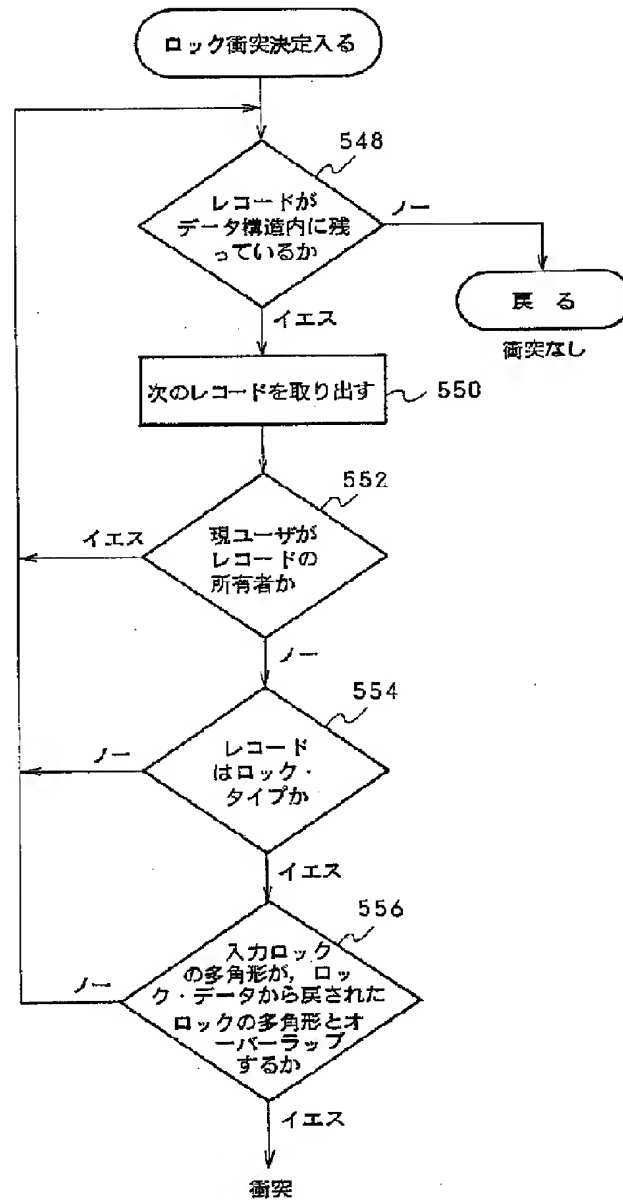 ロック衝突決定入る
548
レコードが
データ構造内に残
っているか
ノー
戻る
衝突なし
イエス
次のレコードを取り出す
550
552
イエス
現ユーザが
レコードの
所有者か
ノー
554
ノー
レコード
はロック・
タイプか
イエス
556
ノー
入力ロック
の多角形が，ロッ
ク・データから戻された
ロックの多角形とオ
ーバーラップ
するか
イエス
衝突